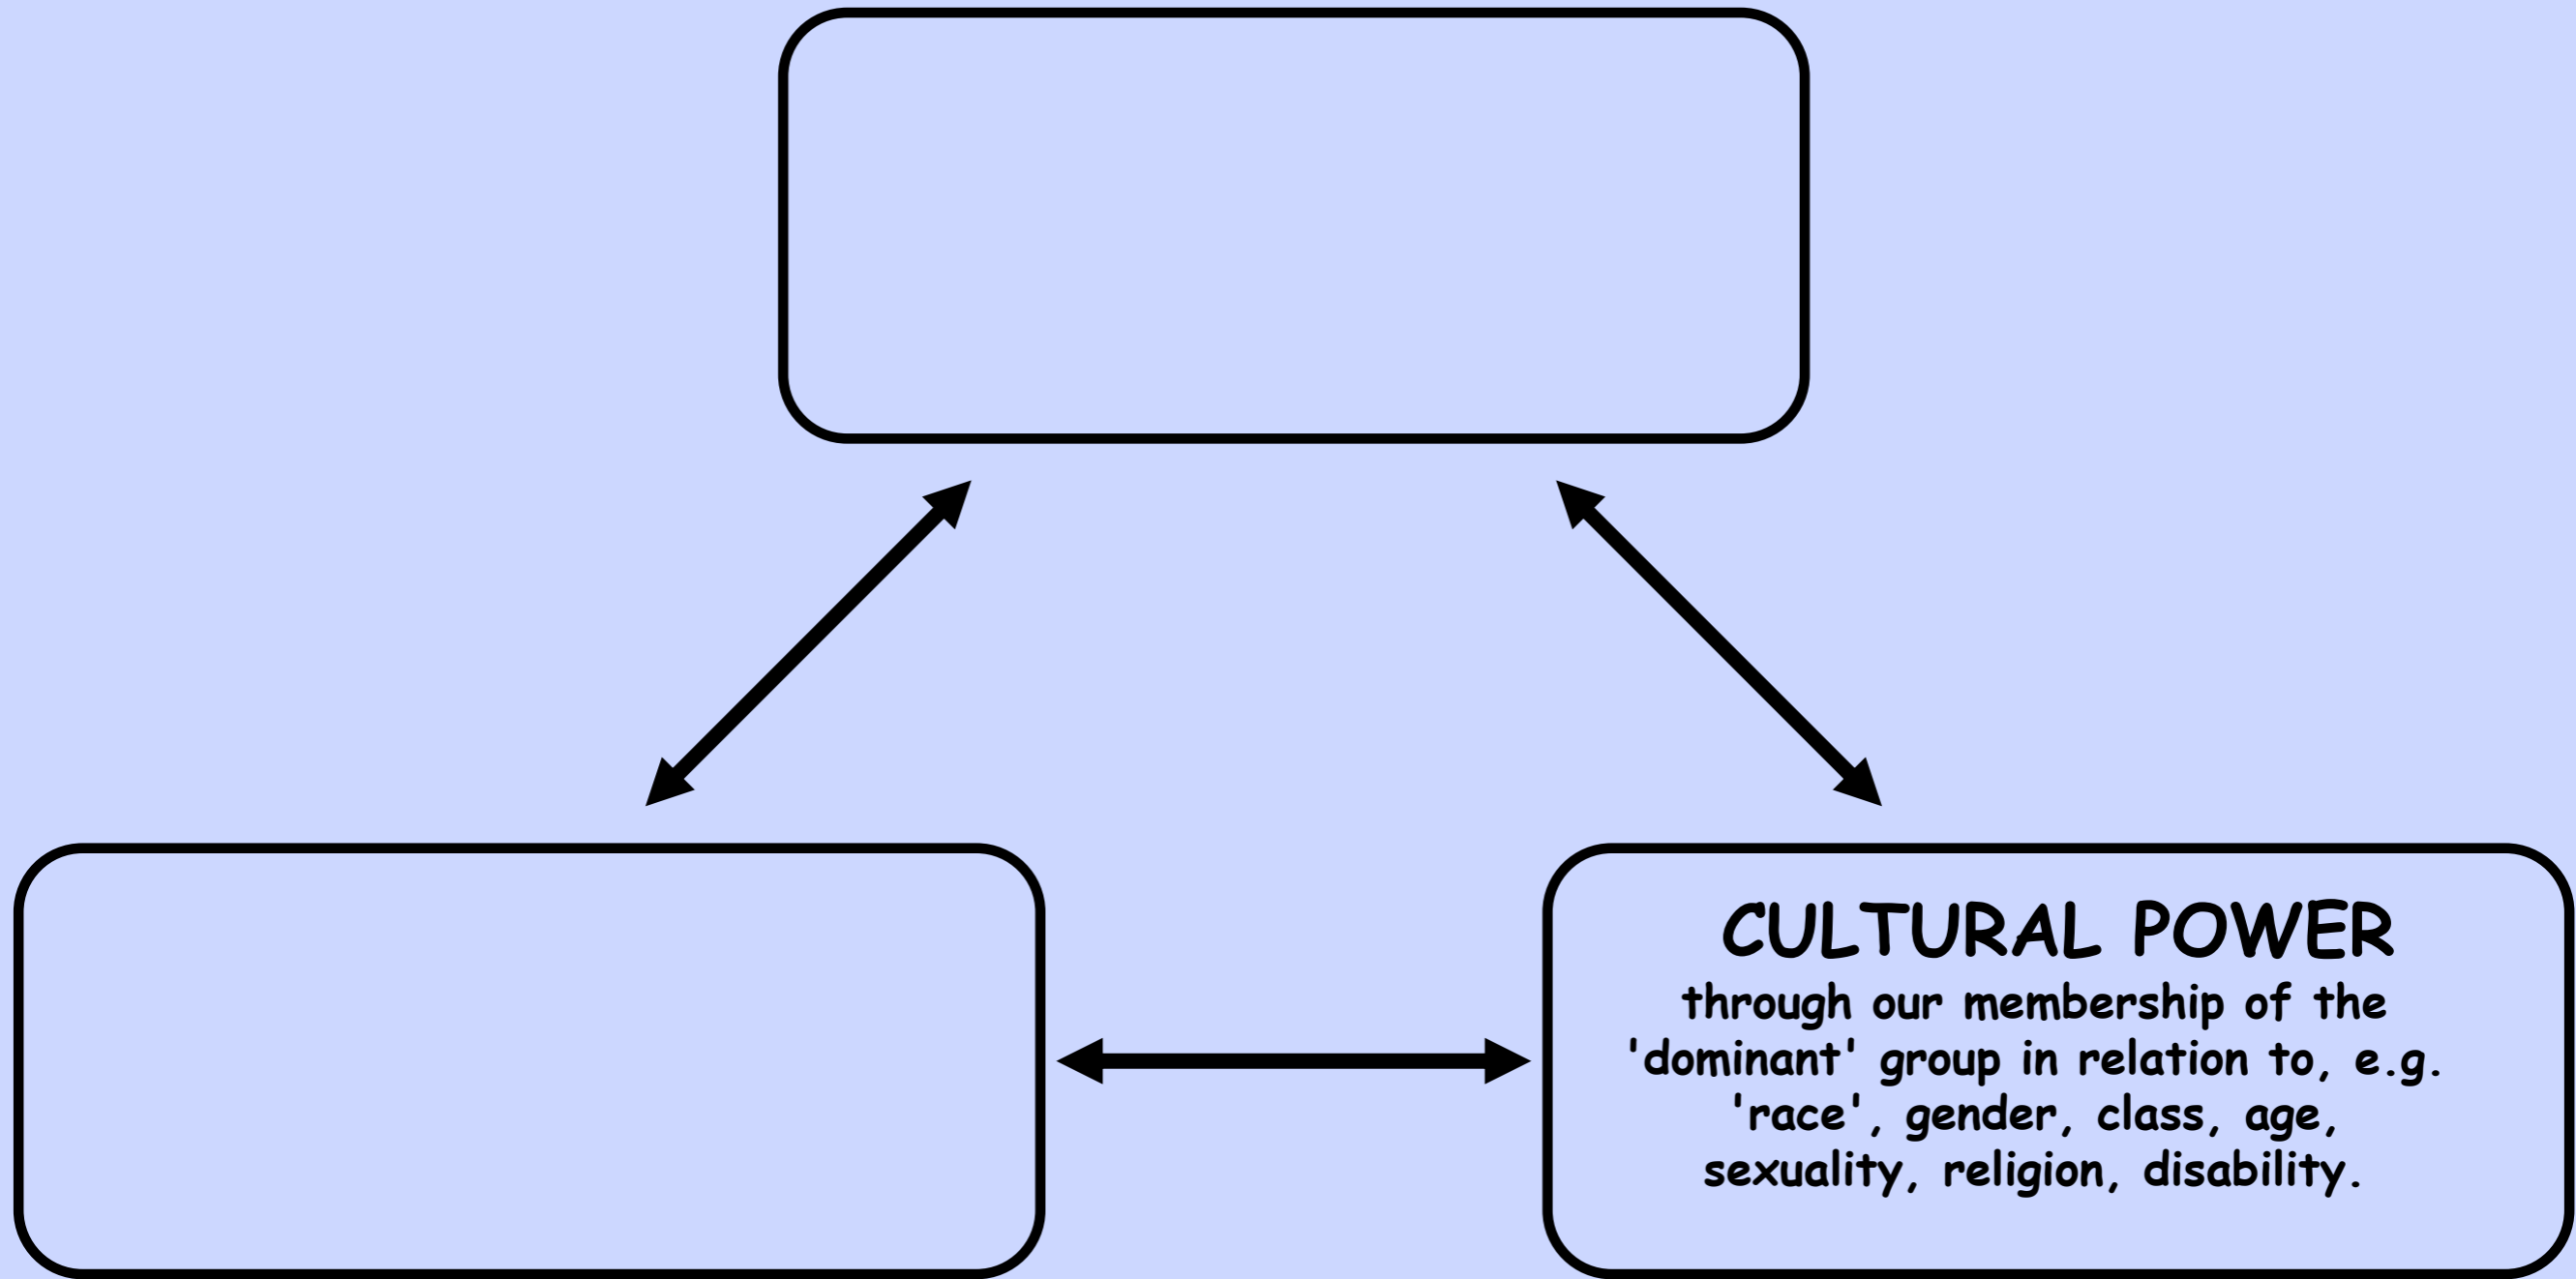 CULTURAL POWER
through our membership of the
'dominant' group in relation to, e.g.
'race', gender, class, age,
sexuality, religion, disability.